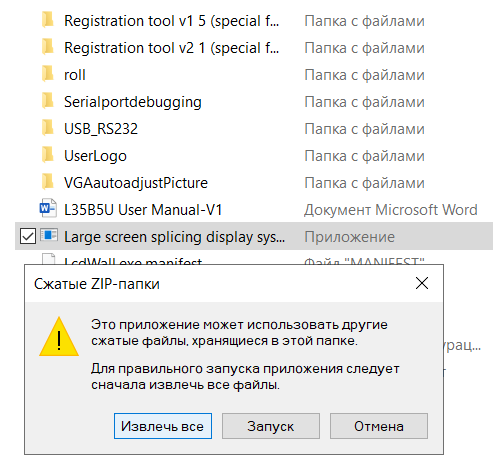 Registration tool v1 5 (special f... Папка с файлами
Registration tool v2 1 (special f... Папка с файлами
roll Папка с файлами
Serialportdebugging Папка с файлами
USB_RS232 Папка с файлами
UserLogo Папка с файлами
VGAautoadjustPicture Папка с файлами
L35B5U User Manual-V1 Документ Microsoft Word
Large screen splicing display sys... Приложение
LcdWall.exe.manifest Файл "MANIFEST"
Сжатые ZIP-папки
Это приложение может использовать другие
сжатые файлы, хранящиеся в этой папке.
Для правильного запуска приложения следует
сначала извлечь все файлы.
Извлечь все Запуск Отмена